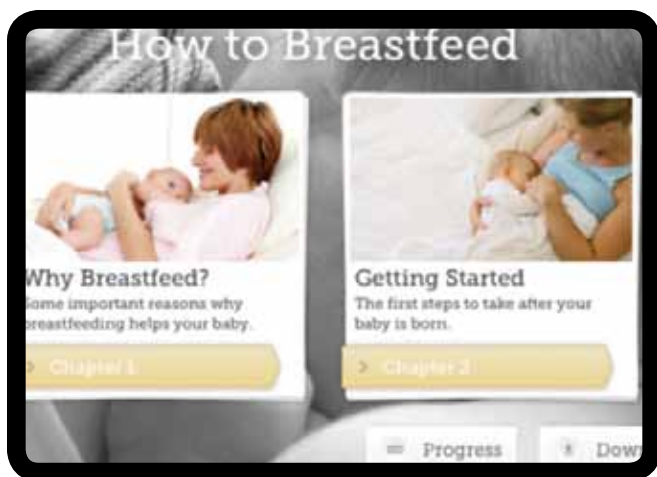 How to Breastfeed
Why Breastfeed?
Some important reasons why
breastfeeding helps your baby.
> Chapter 1
Getting Started
The first steps to take after your
baby is born.
> Chapter 2
Progress
Down